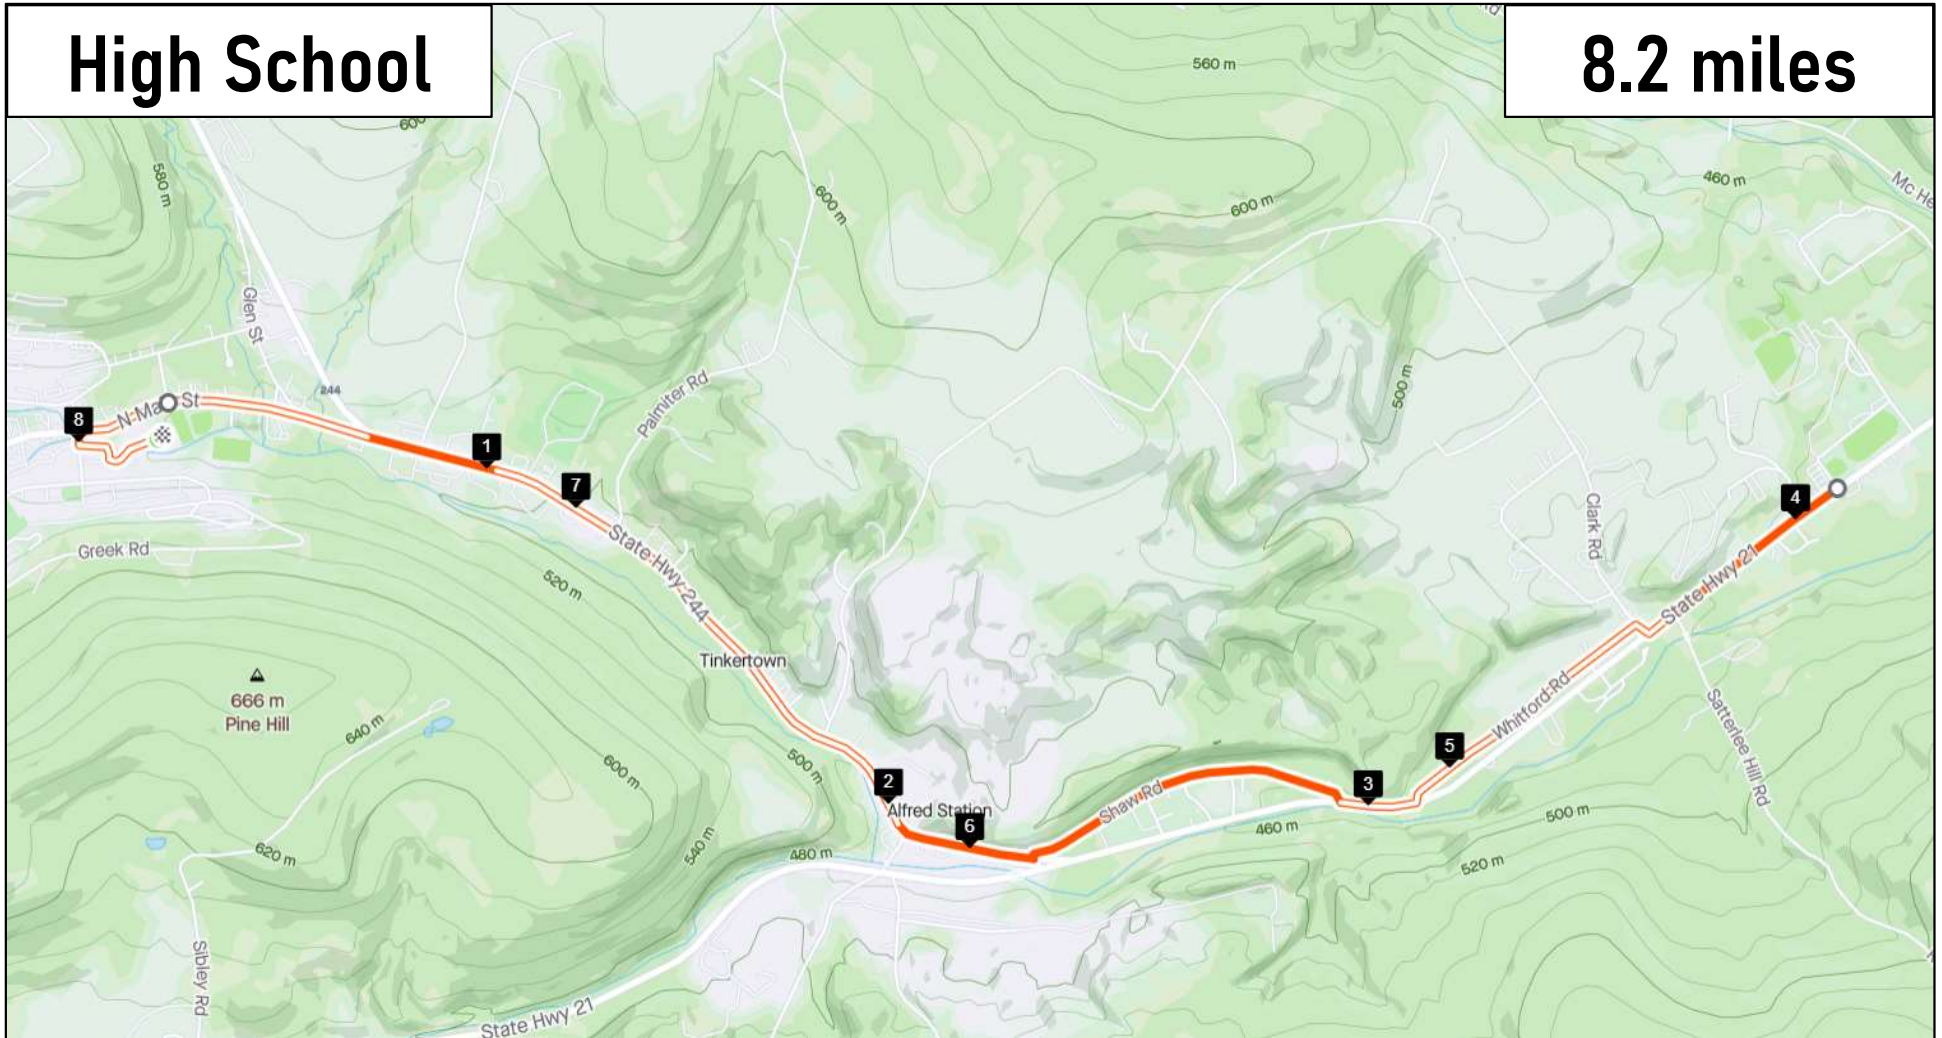 High School
8.2 miles
560 m
600
580 m
460 m
Mc He
600 m
600 m
Glen St
244
500 m
Palmiter Rd
N Ma St
8
1
7
4
Clark Rd
State Hwy 244
State Hwy 21
Greek Rd
520 m
Tinkertown
666 m
Pine Hill
640 m
Whitford Rd
Satterlee Hill Rd
5
3
2
500 m
600 m
Alfred Station
6
Shaw Rd
460 m
500 m
540 m
480 m
620 m
520 m
Sibley Rd
State Hwy 21